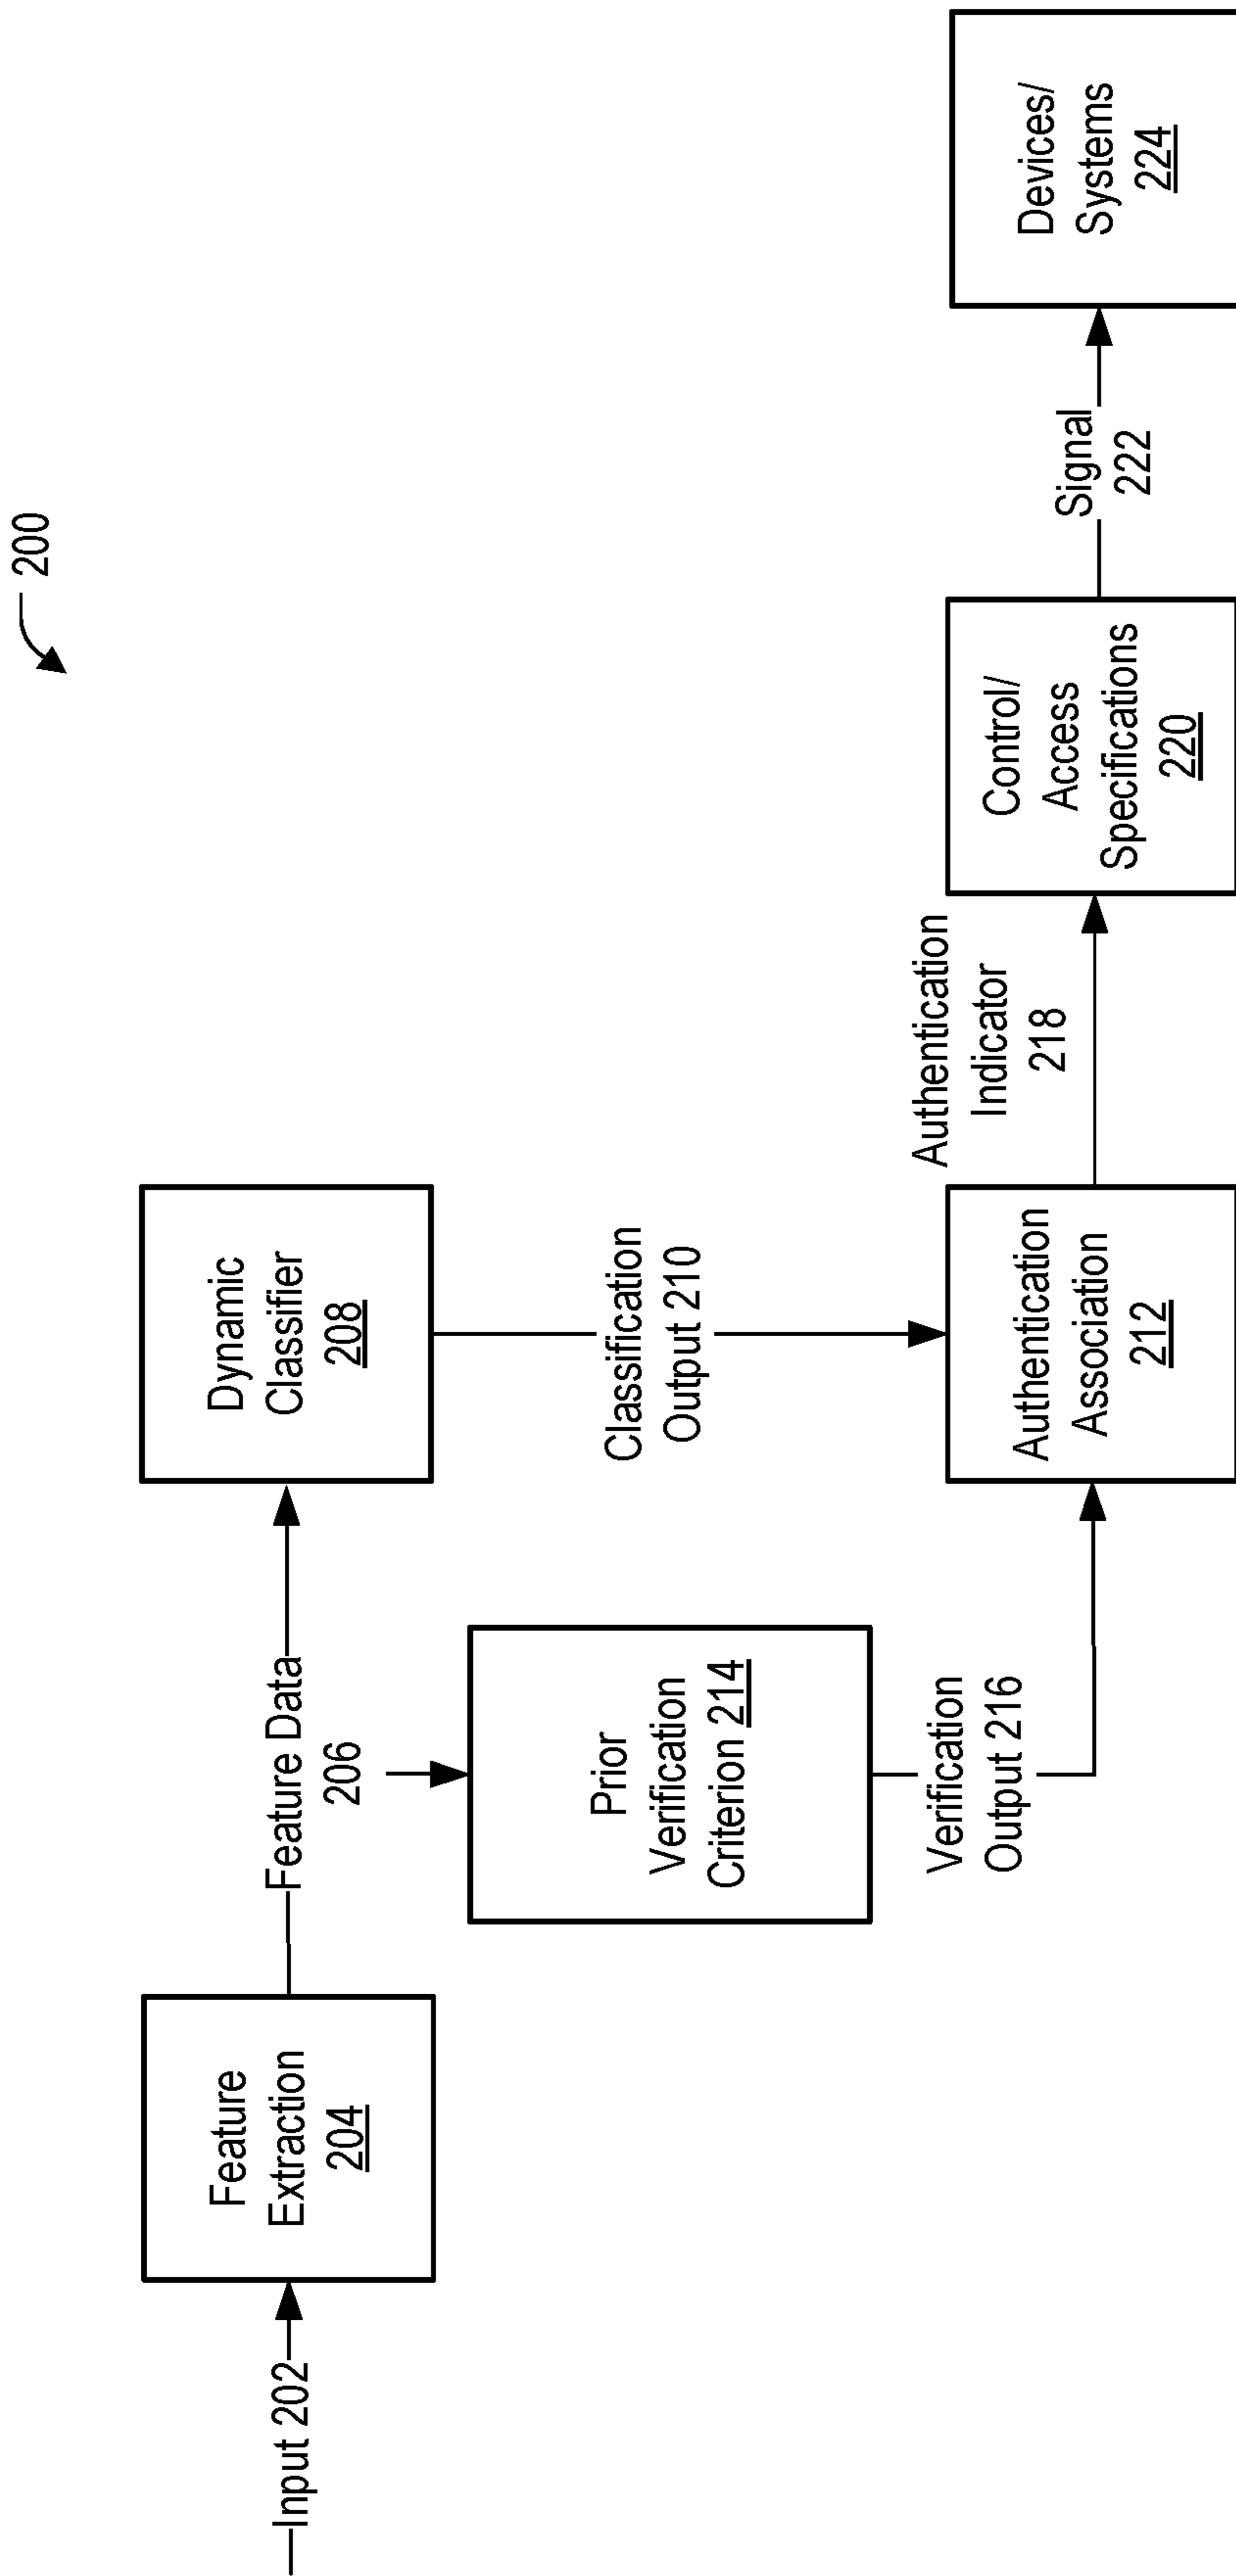 200
Input 202
Feature
Extraction
204
Feature Data
206
Dynamic
Classifier
208
Prior
Verification
Criterion 214
Classification
Output 210
Verification
Output 216
Authentication
Association
212
Authentication
Indicator
218
Control/
Access
Specifications
220
Signal
222
Devices/
Systems
224